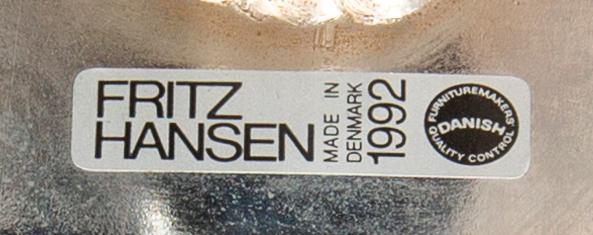 FRITZ
HANSEN
MADE IN
DENMARK
1992
FURNITUREMAKERS'
DANISH
QUALITY CONTROL